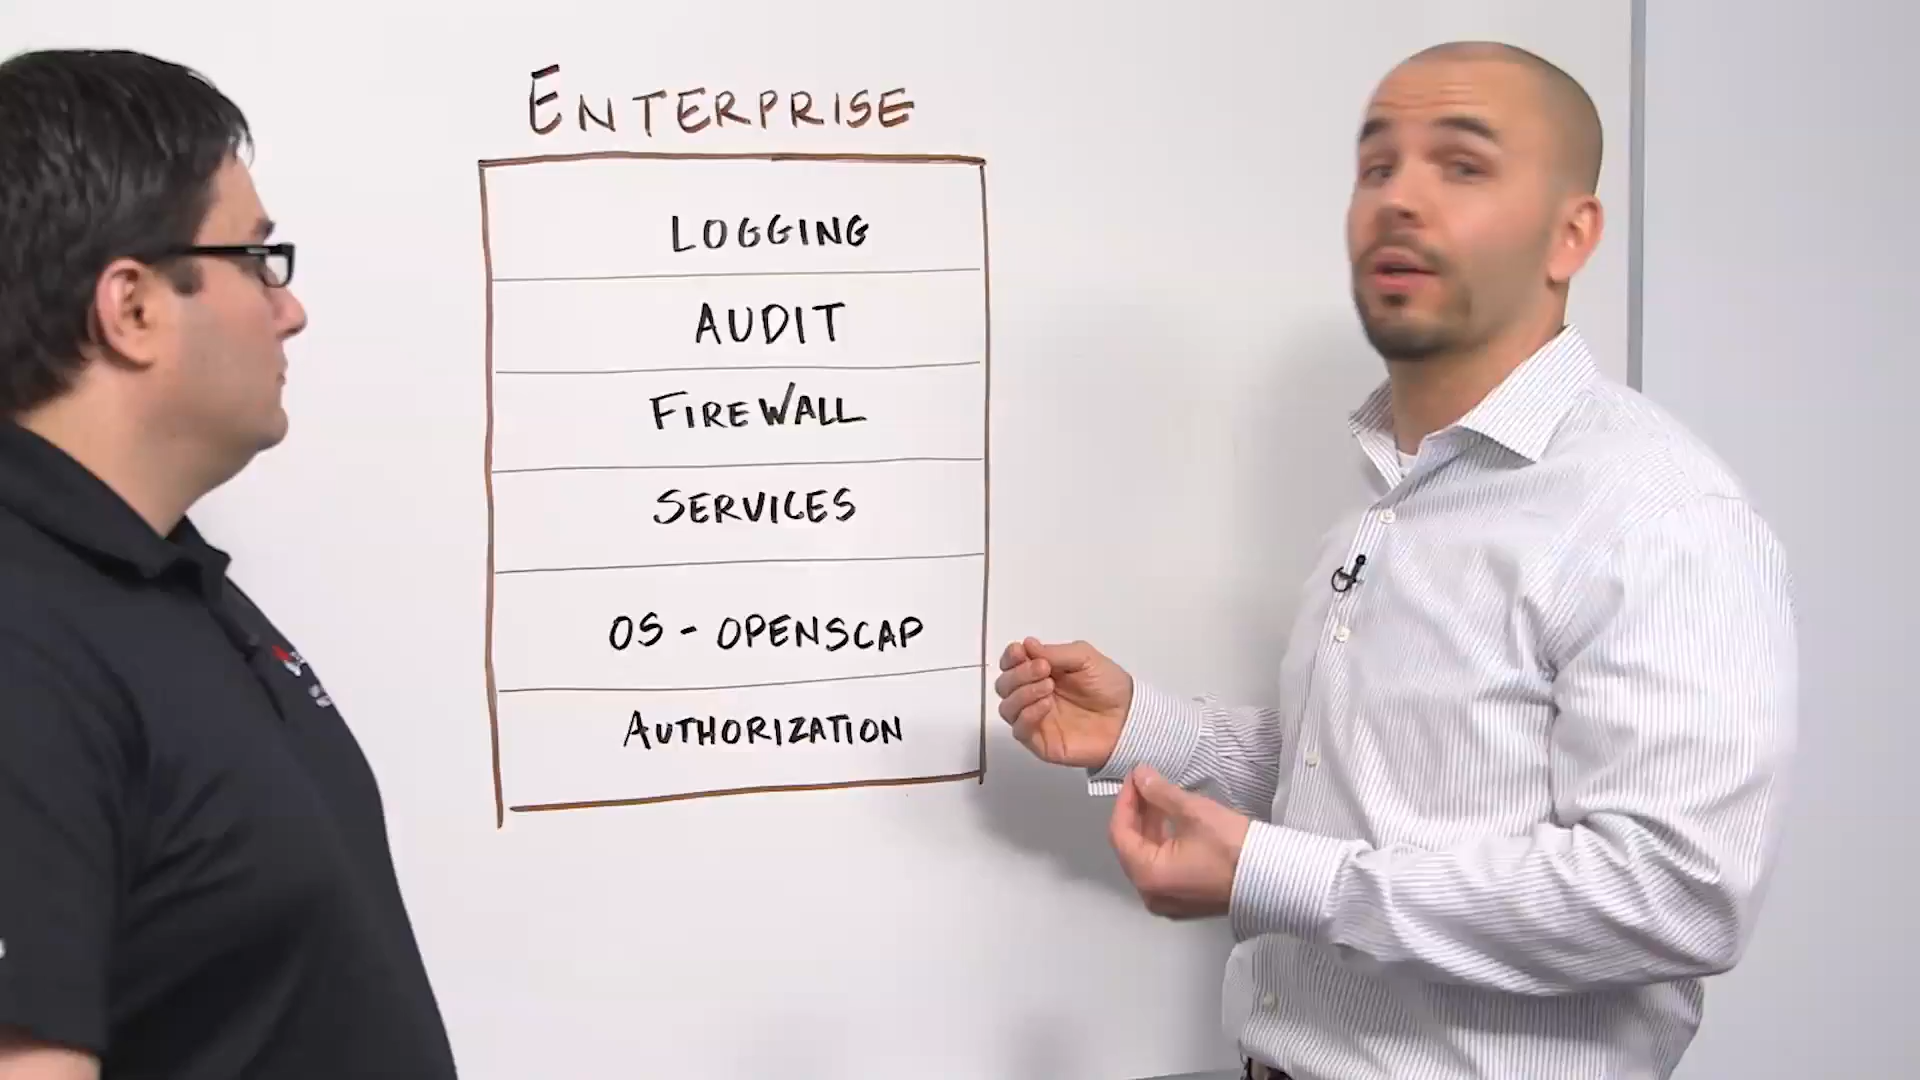 ENTERPRISE
LOGGING
AUDIT
FIREWALL
SERVICES
OS - OPENSCAP
AUTHORIZATION